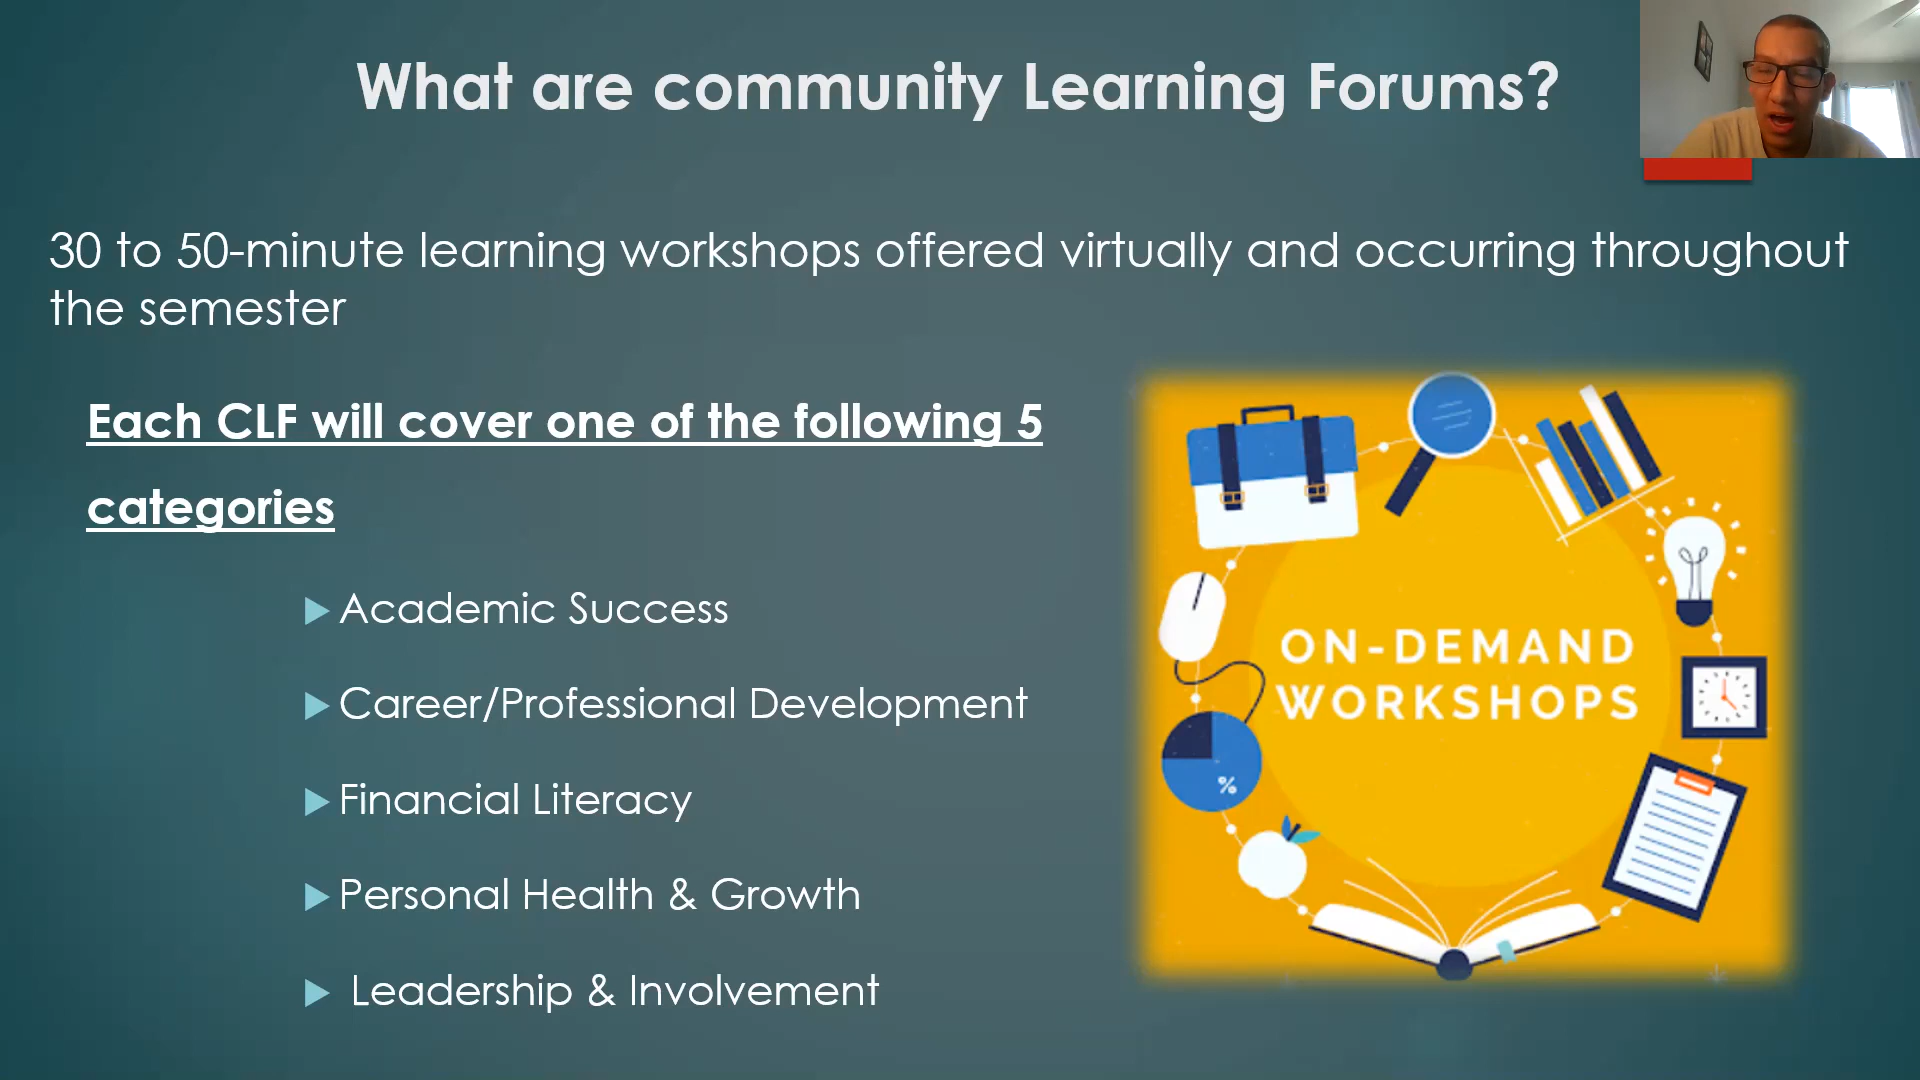 What are community Learning Forums?
30 to 50-minute learning workshops offered virtually and occurring throughout
the semester
Each CLF will cover one of the following 5
categories
Academic Success
Career/Professional Development
Financial Literacy
Personal Health & Growth
Leadership & Involvement
ON-DEMAND
WORKSHOPS
%